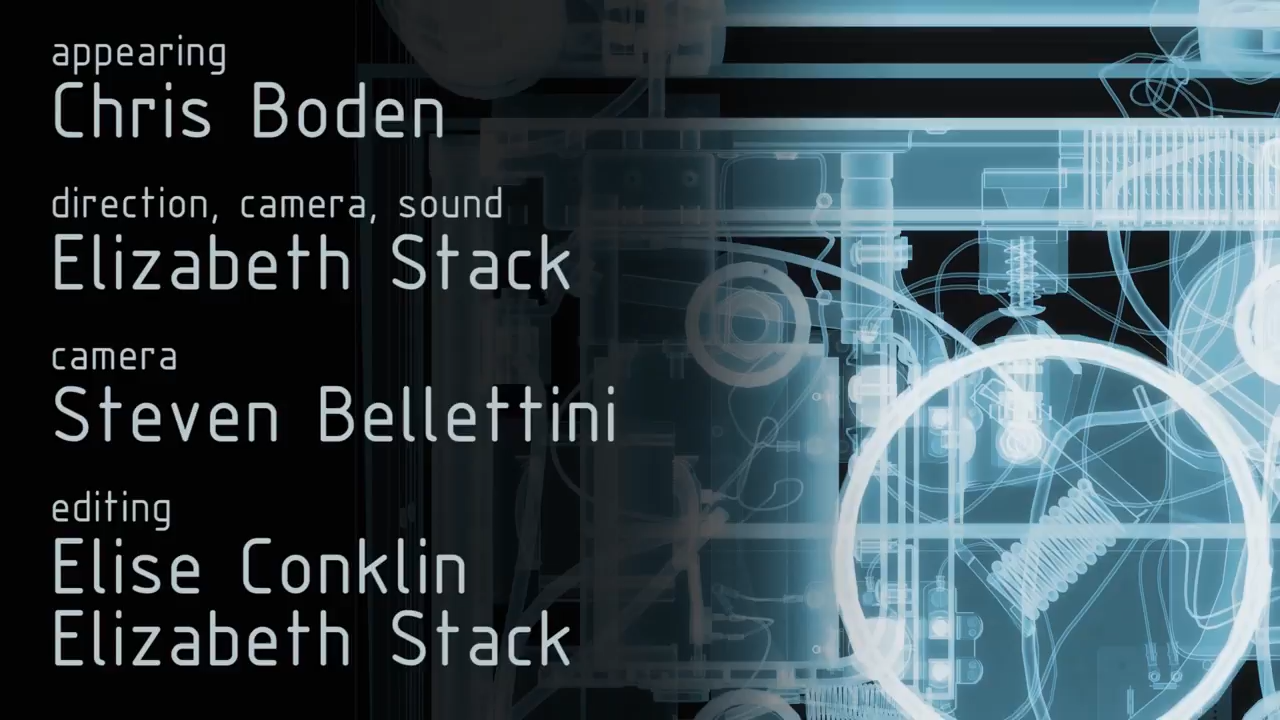 appearing
Chris Boden
direction, camera, sound
Elizabeth Stack
camera
Steven Bellettini
editing
Elise Conklin
Elizabeth Stack